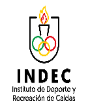 INDEC
Instituto de Deporte y
Recreación de Caldas